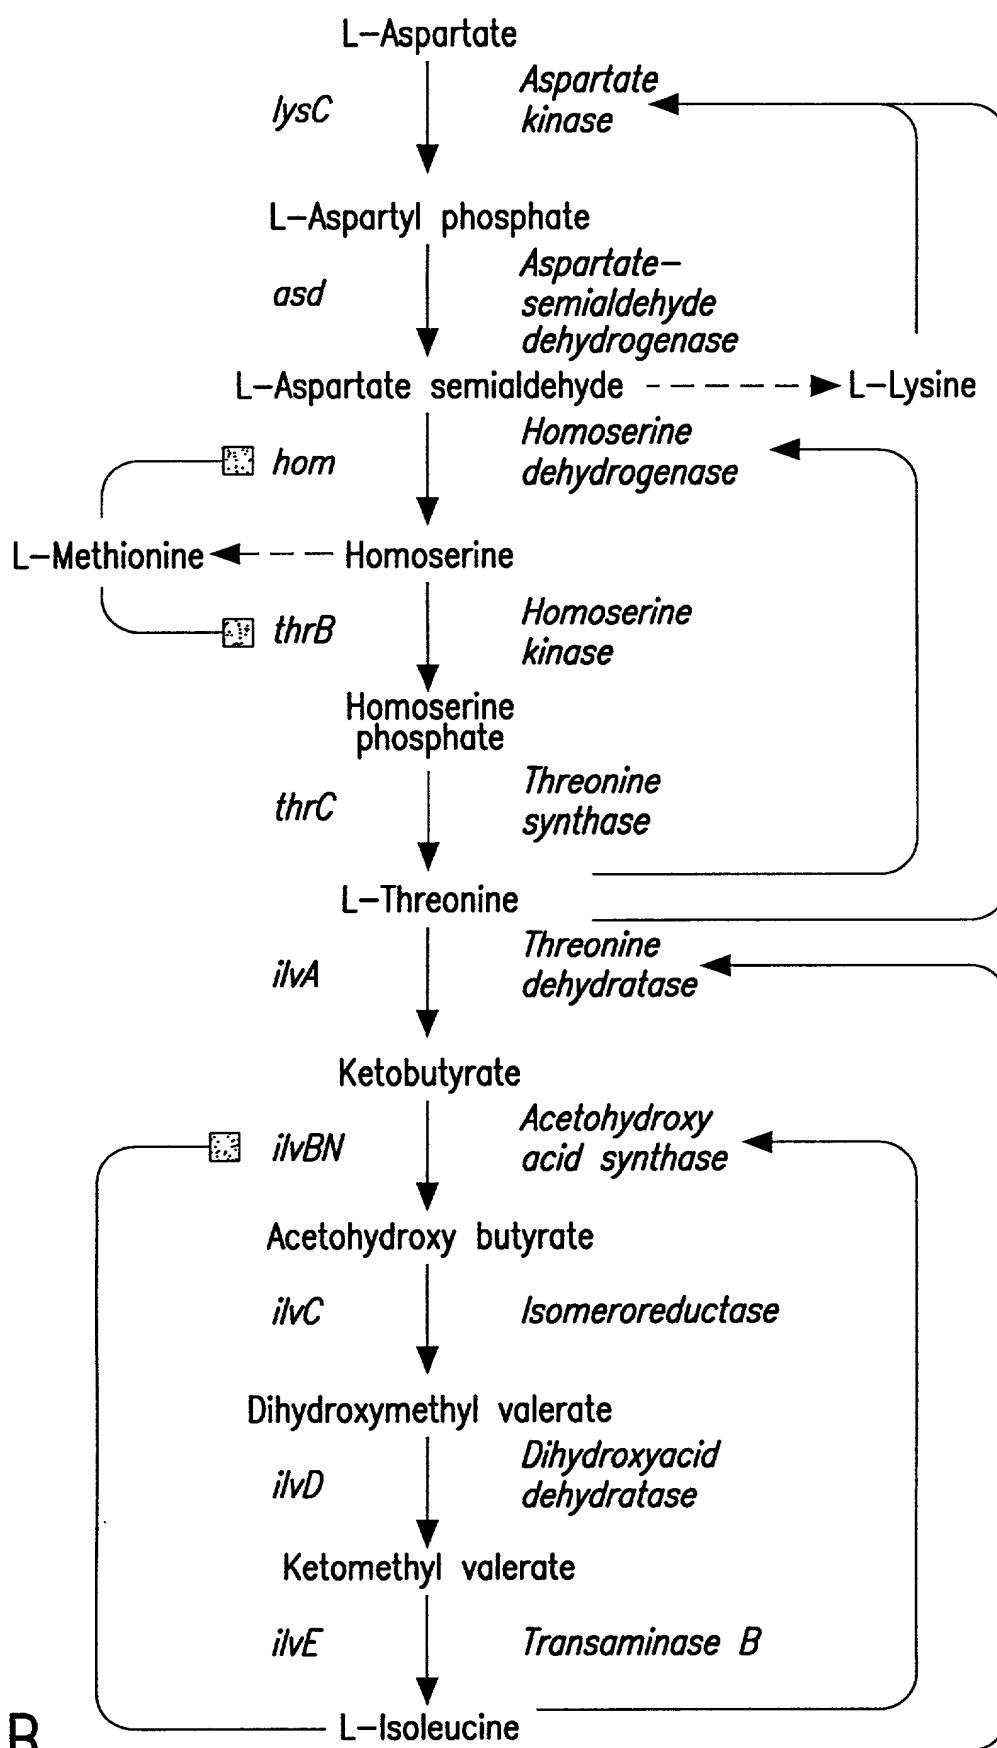 L-Aspartate
lysC
Aspartate
kinase
L-Aspartyl phosphate
asd
Aspartate-
semialdehyde
dehydrogenase
L-Aspartate semialdehyde
L-Lysine
hom
Homoserine
dehydrogenase
L-Methionine
Homoserine
thrB
Homoserine
kinase
Homoserine
phosphate
thrC
Threonine
synthase
L-Threonine
ilvA
Threonine
dehydratase
Ketobutyrate
ilvBN
Acetohydroxy
acid synthase
Acetohydroxy butyrate
ilvC
Isomeroreductase
Dihydroxymethyl valerate
ilvD
Dihydroxyacid
dehydratase
Ketomethyl valerate
ilvE
Transaminase B
L-Isoleucine
B